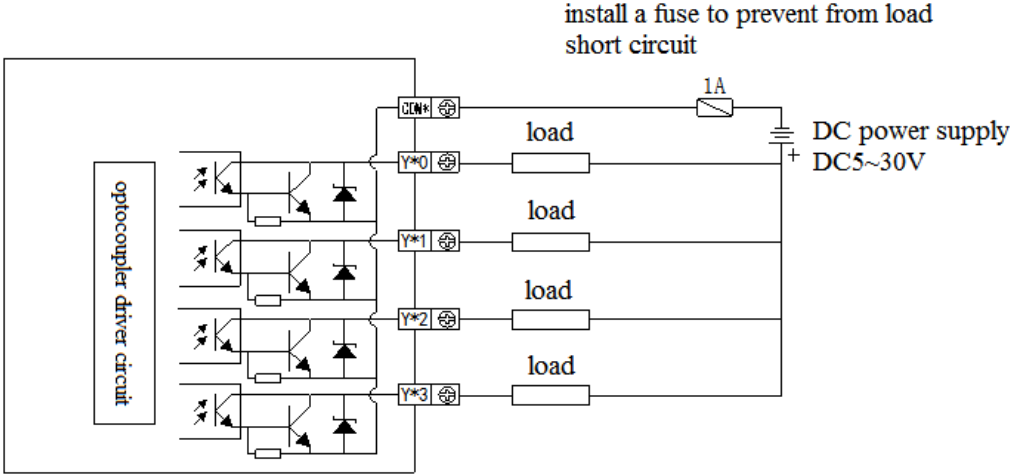 install a fuse to prevent from load
short circuit
1A
COM*
load
DC power supply
Y*0
+
DC5~30V
load
Y*1
optocoupler driver circuit
load
Y*2
load
Y*3